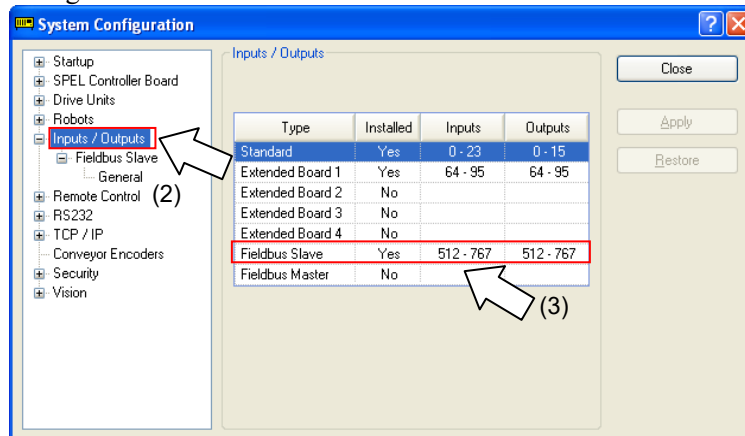 System Configuration
Startup
SPEL Controller Board
Drive Units
Robots
Inputs / Outputs
Fieldbus Slave
General
Remote Control
RS232
TCP / IP
Conveyor Encoders
Security
Vision
(2)
Inputs / Outputs
Type Installed Inputs Outputs
Standard Yes 0 - 23 0 - 15
Extended Board 1 Yes 64 - 95 64 - 95
Extended Board 2 No
Extended Board 3 No
Extended Board 4 No
Fieldbus Slave Yes 512 - 767 512 - 767
Fieldbus Master No
(3)
Close
Apply
Restore